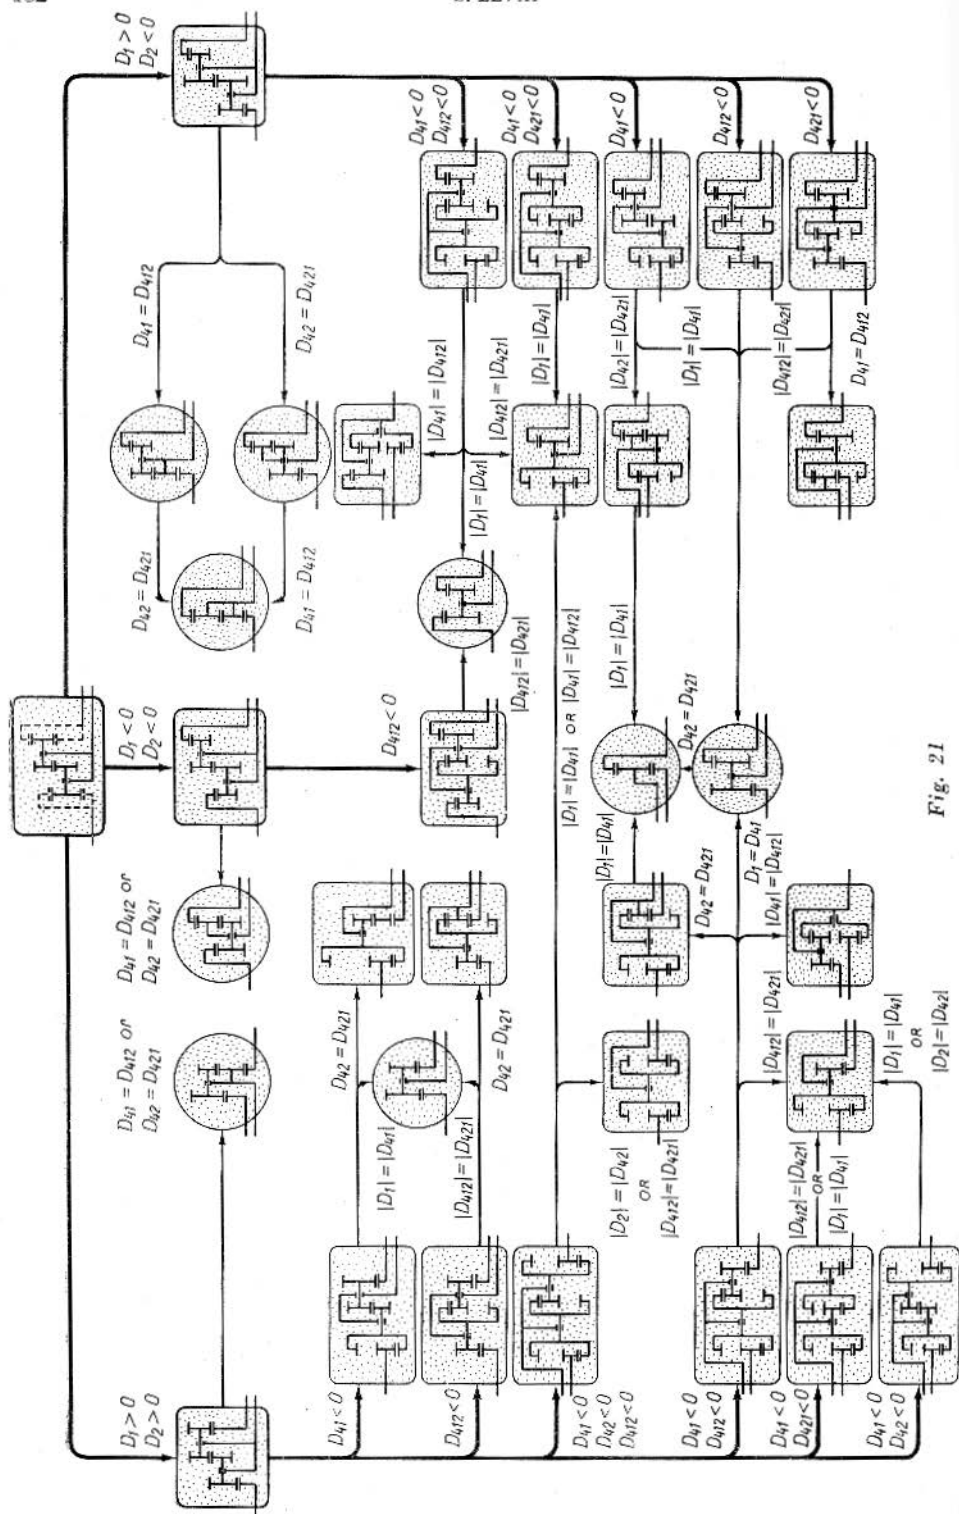 D₁ > 0
D₂ < 0
D₄₁ = D₄₁₂
D₄₂ = D₄₂₁
D₄₂ = D₄₂₁
D₄₁ = D₄₁₂
D₁ < 0
D₂ < 0
D₄₁ = D₄₁₂ or
D₄₂ = D₄₂₁
D₄₁ = D₄₁₂ or
D₄₂ = D₄₂₁
D₁ > 0
D₂ > 0
D₄₁ < 0
D₄₁₂ < 0
D₄₁ < 0
D₄₂₁ < 0
D₄₁ < 0
D₄₁₂ < 0
D₄₂₁ < 0
|D₄₁| = |D₄₁₂|
|D₄₁₂| = |D₄₂₁|
|D₁| = |D₄₁|
|D₁| = |D₄₁|
|D₄₂| = |D₄₂₁|
|D₁| = |D₄₁|
|D₄₁₂| = |D₄₂₁|
D₄₁ = D₄₁₂
D₄₁₂ < 0
|D₄₁₂| = |D₄₂₁|
|D₁| = |D₄₁| OR |D₄₁| = |D₄₁₂|
|D₁| = |D₄₁|
D₄₂ = D₄₂₁
|D₁| = |D₄₁|
D₄₂ = D₄₂₁
D₁ = D₄₁
|D₄₁| = |D₄₁₂|
D₄₂ = D₄₂₁
D₄₂ = D₄₂₁
|D₁| = |D₄₁|
|D₄₁₂| = |D₄₂₁|
|D₂| = |D₄₂|
OR
|D₄₁₂| = |D₄₂₁|
|D₄₁₂| = |D₄₂₁|
|D₁| = |D₄₁|
OR
|D₂| = |D₄₂|
|D₄₁₂| = |D₄₂₁|
OR
|D₁| = |D₄₁|
D₄₁ < 0
D₄₁₂ < 0
D₄₁ < 0
D₄₂ < 0
D₄₁₂ < 0
D₄₁ < 0
D₄₁₂ < 0
D₄₁ < 0
D₄₂₁ < 0
D₄₁ < 0
D₄₂ < 0
Fig. 21